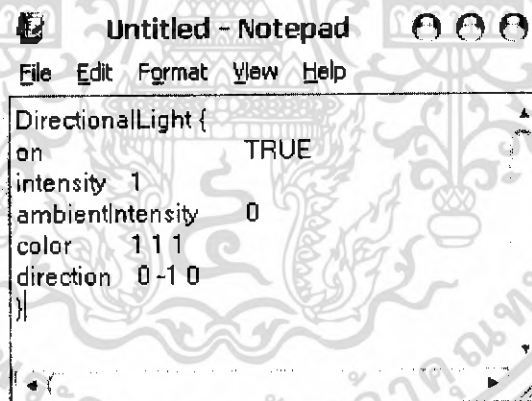 Untitled - Notepad
File Edit Format View Help
DirectionalLight {
on TRUE
intensity 1
ambientIntensity 0
color 1 1 1
direction 0 -1 0
}